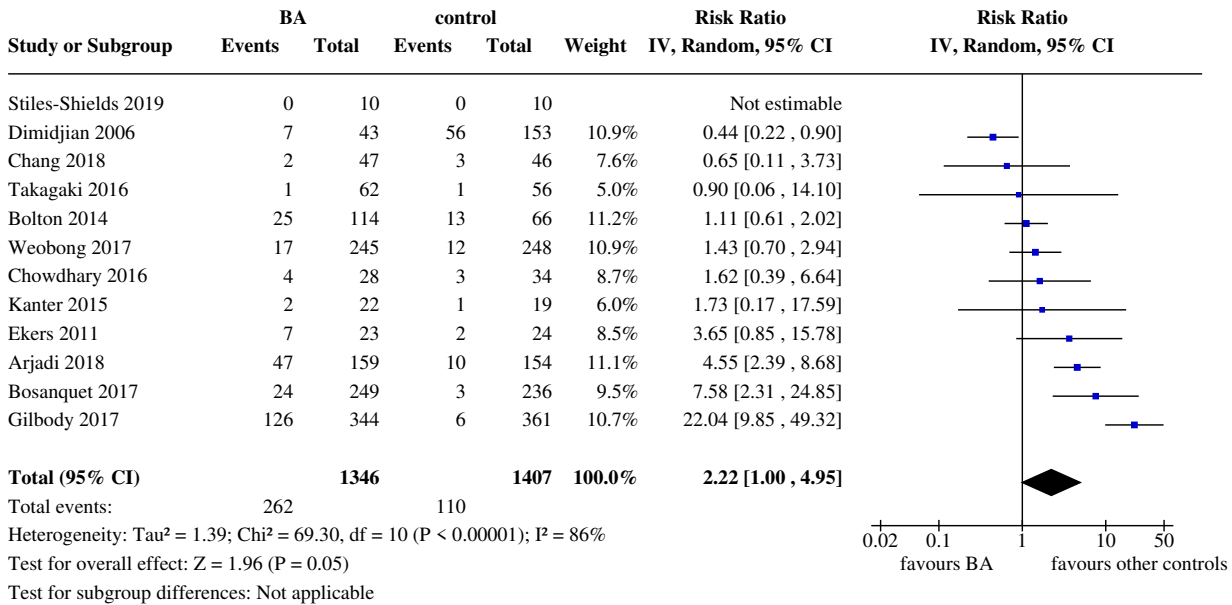 BA control Risk Ratio Risk Ratio
Study or Subgroup Events Total Events Total Weight IV, Random, 95% CI IV, Random, 95% CI
Stiles-Shields 2019 0 10 0 10 Not estimable
Dimidjian 2006 7 43 56 153 10.9% 0.44 [0.22 , 0.90]
Chang 2018 2 47 3 46 7.6% 0.65 [0.11 , 3.73]
Takagaki 2016 1 62 1 56 5.0% 0.90 [0.06 , 14.10]
Bolton 2014 25 114 13 66 11.2% 1.11 [0.61 , 2.02]
Weobong 2017 17 245 12 248 10.9% 1.43 [0.70 , 2.94]
Chowdhary 2016 4 28 3 34 8.7% 1.62 [0.39 , 6.64]
Kanter 2015 2 22 1 19 6.0% 1.73 [0.17 , 17.59]
Ekers 2011 7 23 2 24 8.5% 3.65 [0.85 , 15.78]
Arjadi 2018 47 159 10 154 11.1% 4.55 [2.39 , 8.68]
Bosanquet 2017 24 249 3 236 9.5% 7.58 [2.31 , 24.85]
Gilbody 2017 126 344 6 361 10.7% 22.04 [9.85 , 49.32]
Total (95% CI) 1346 1407 100.0% 2.22 [1.00 , 4.95]
Total events: 262 110
Heterogeneity: Tau² = 1.39; Chi² = 69.30, df = 10 (P < 0.00001); I² = 86%
0.02 0.1 1 10 50
Test for overall effect: Z = 1.96 (P = 0.05)
favours BA favours other controls
Test for subgroup differences: Not applicable